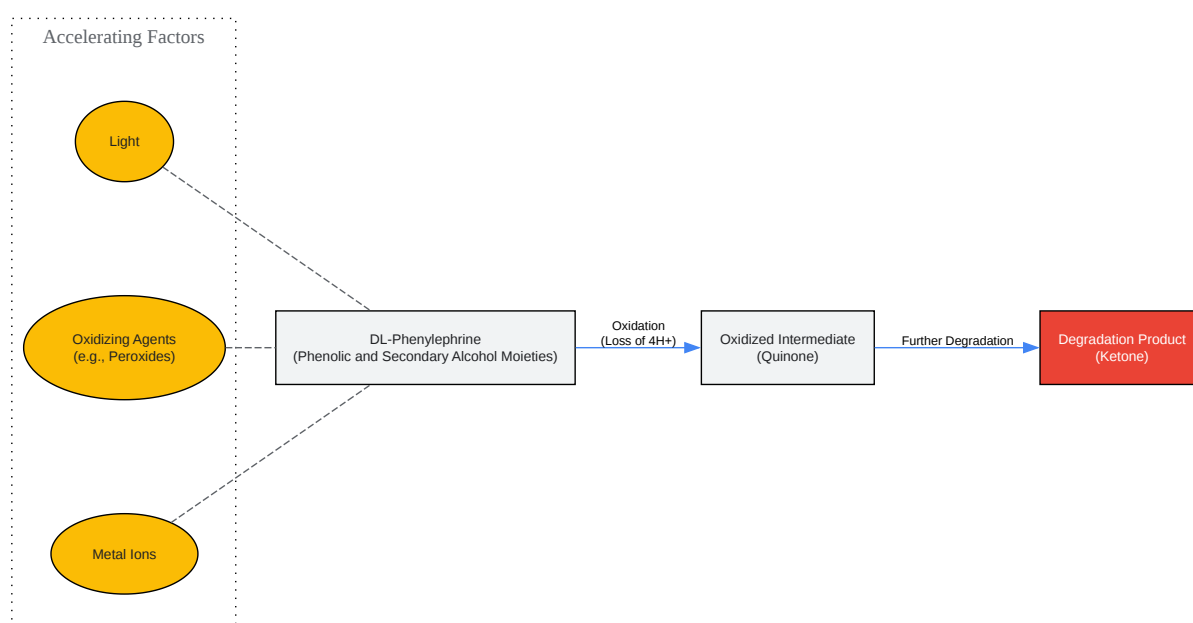 Accelerating Factors
Light
Oxidizing Agents
(e.g., Peroxides)
Metal Ions
DL-Phenylephrine
(Phenolic and Secondary Alcohol Moieties)
Oxidation
(Loss of 4H+)
Oxidized Intermediate
(Quinone)
Further Degradation
Degradation Product
(Ketone)